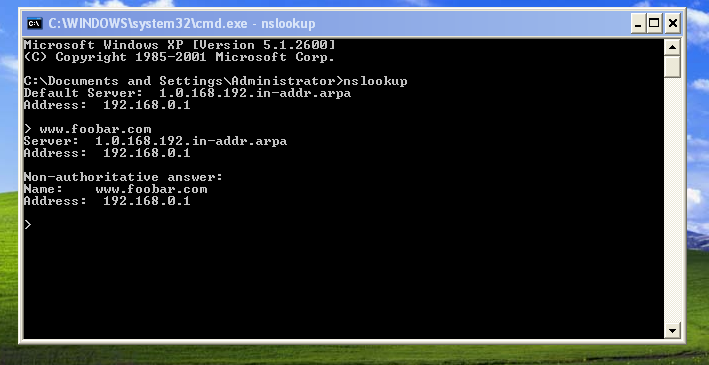 C:\WINDOWS\system32\cmd.exe - nslookup
Microsoft Windows XP [Version 5.1.2600]
(C) Copyright 1985-2001 Microsoft Corp.
C:\Documents and Settings\Administrator>nslookup
Default Server:  1.0.168.192.in-addr.arpa
Address:  192.168.0.1
> www.foobar.com
Server:  1.0.168.192.in-addr.arpa
Address:  192.168.0.1
Non-authoritative answer:
Name:    www.foobar.com
Address:  192.168.0.1
>